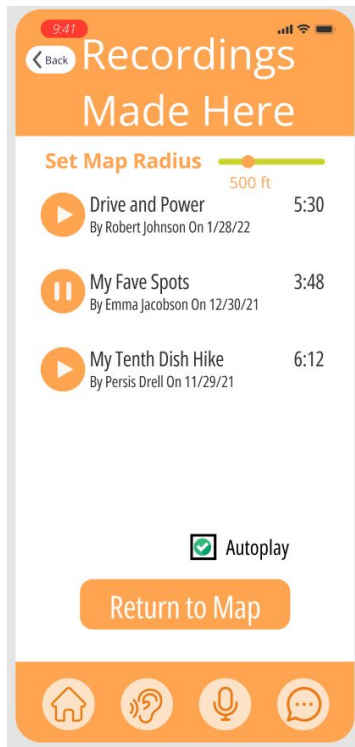 9:41
Back
Recordings
Made Here
Set Map Radius
500 ft
Drive and Power 5:30
By Robert Johnson On 1/28/22
My Fave Spots 3:48
By Emma Jacobson On 12/30/21
My Tenth Dish Hike 6:12
By Persis Drell On 11/29/21
Autoplay
Return to Map